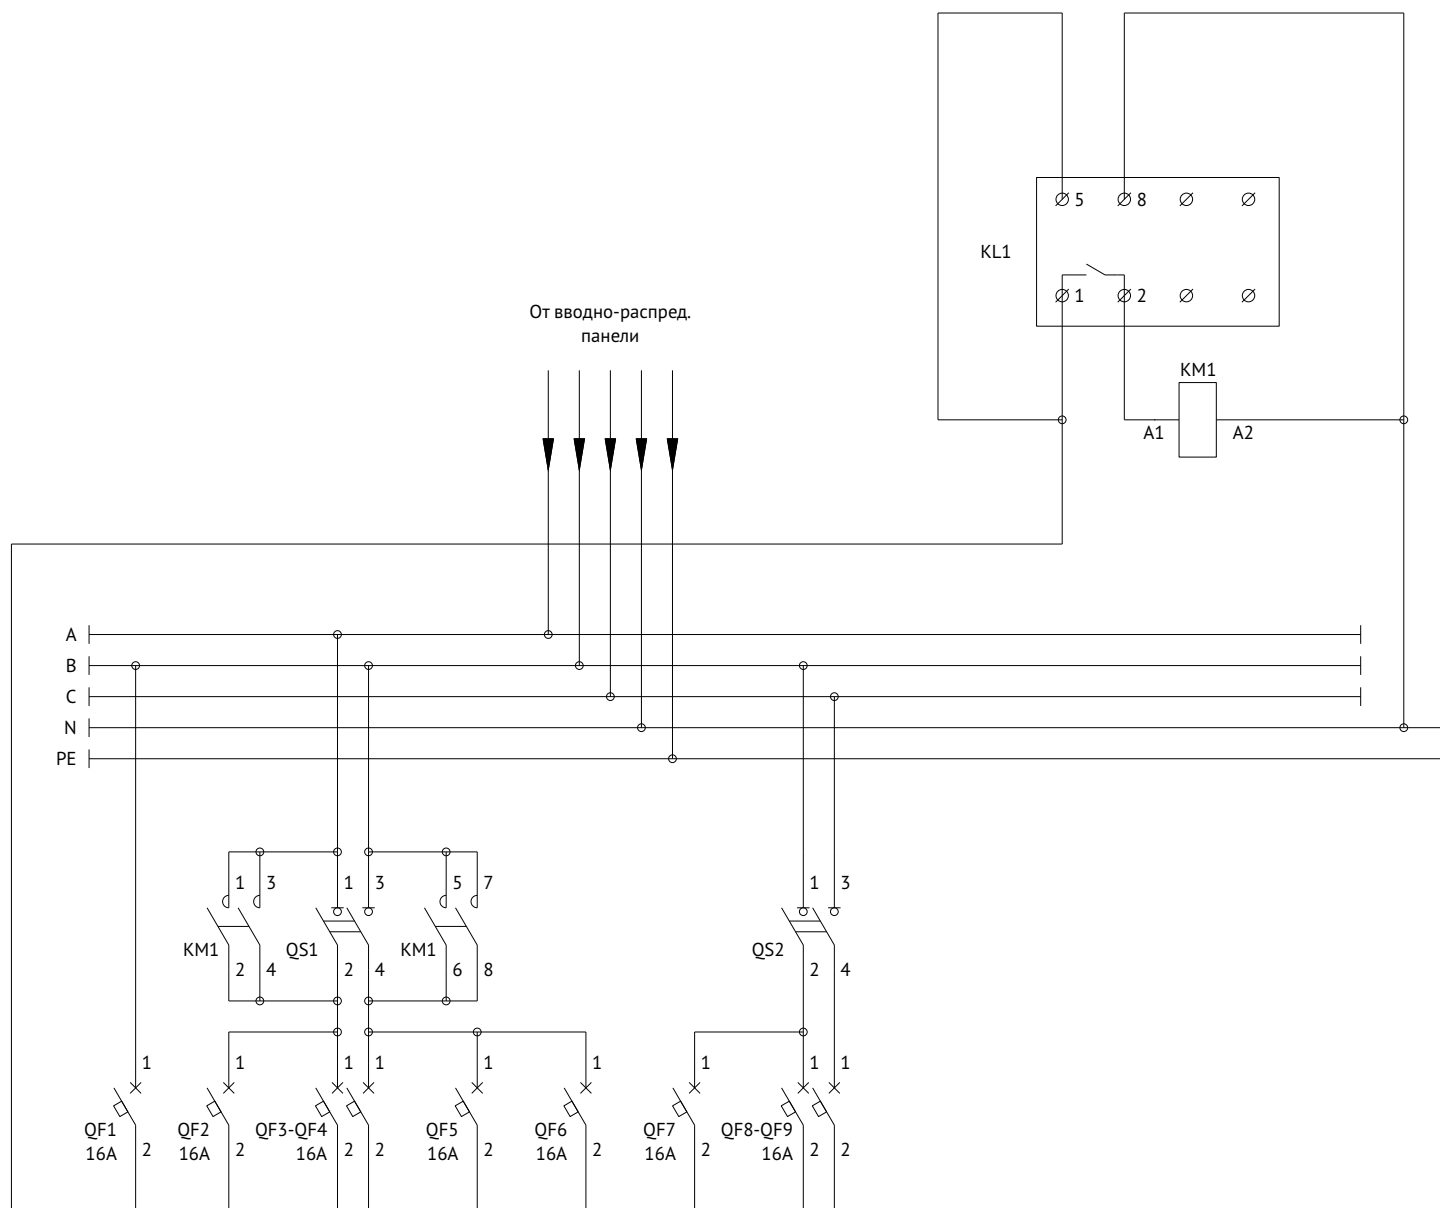 5 8
KL1
1 2
От вводно-распред.
панели
KM1
A1 A2
A
B
C
N
PE
1 3 1 3 5 7 1 3
KM1 QS1 KM1 QS2
2 4 2 4 6 8 2 4
1 1 1 1 1 1 1 1 1
QF1 QF2 QF3-QF4 QF5 QF6 QF7 QF8-QF9
16A 2 16A 2 16A 2 2 16A 2 16A 2 16A 2 16A 2 2